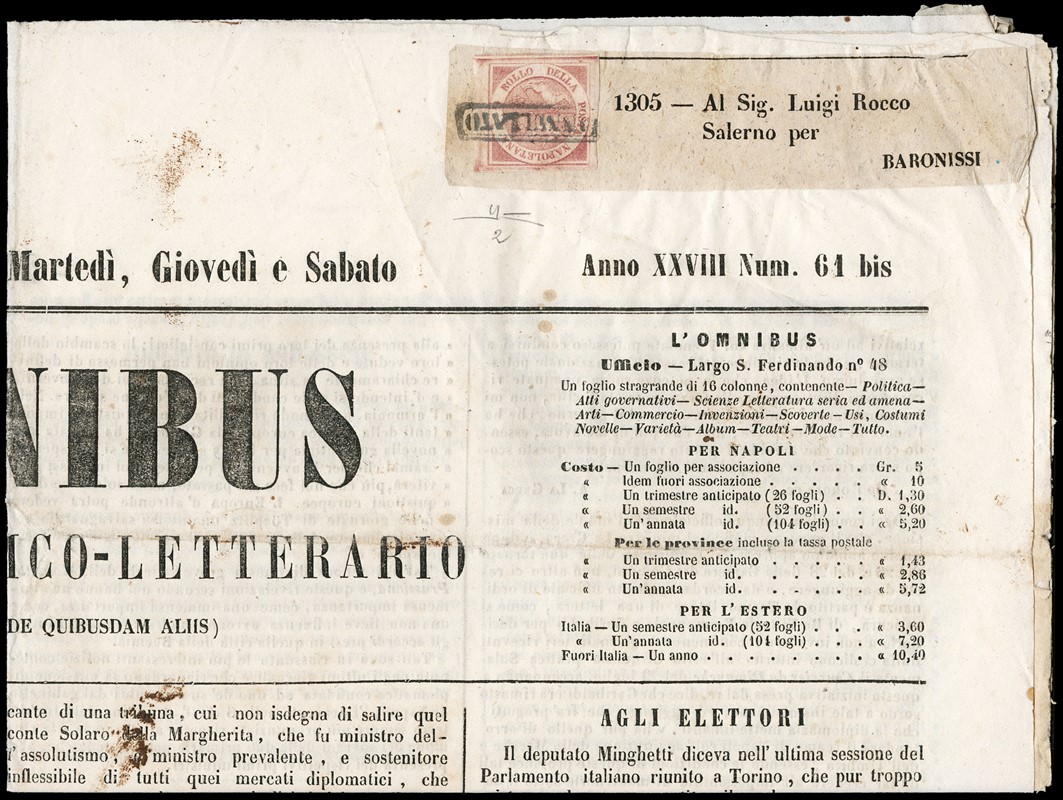 BOLLO DELLA POSTA NAPOLETANA
ANNULLATO
1305 — Al Sig. Luigi Rocco
Salerno per
BARONISSI
4—
2
Martedì, Giovedì e Sabato
Anno XXVIII Num. 61 bis
NIBUS
ICO-LETTERARIO
DE QUIBUSDAM ALIIS)
L'OMNIBUS
Ufficio — Largo S. Ferdinando nº 48
Un foglio stragrande di 16 colonne, contenente — Politica —
Atti governativi — Scienze Letteratura seria ed amena —
Arti — Commercio — Invenzioni — Scoverte - Usi, Costumi
Novelle — Varietà — Album — Teatri — Mode — Tutto.
PER NAPOLI
Costo — Un foglio per associazione . . . . Gr. 5
« Idem fuori associazione . . . . . « 10
« Un trimestre anticipato (26 fogli) . D. 1,30
« Un semestre id. (52 fogli) . . « 2,60
« Un'annata id. (104 fogli) . . « 5,20
Per le province incluso la tassa postale
« Un trimestre anticipato . . . . « 1,43
« Un semestre id. . . . . . « 2,86
« Un'annata id. . . . . . « 5,72
PER L'ESTERO
Italia — Un semestre anticipato (52 fogli) . . . « 3,60
« Un'annata id. (104 fogli) . . . « 7,20
Fuori Italia — Un anno . . . . . . . . « 10,40
cante di una tribuna, cui non isdegna di salire quel
conte Solaro della Margherita, che fu ministro del-
l'assolutismo, ministro prevalente, e sostenitore
inflessibile di tutti quei mercati diplomatici, che
AGLI ELETTORI
Il deputato Minghetti diceva nell' ultima sessione del
Parlamento italiano riunito a Torino, che pur troppo